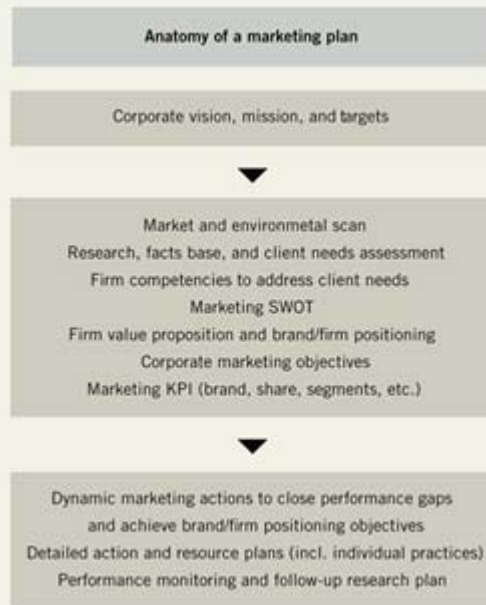 Anatomy of a marketing plan
Corporate vision, mission, and targets
Market and environmetal scan
Research, facts base, and client needs assessment
Firm competencies to address client needs
Marketing SWOT
Firm value proposition and brand/firm positioning
Corporate marketing objectives
Marketing KPI (brand, share, segments, etc.)
Dynamic marketing actions to close performance gaps
and achieve brand/firm positioning objectives
Detailed action and resource plans (incl. individual practices)
Performance monitoring and follow-up research plan